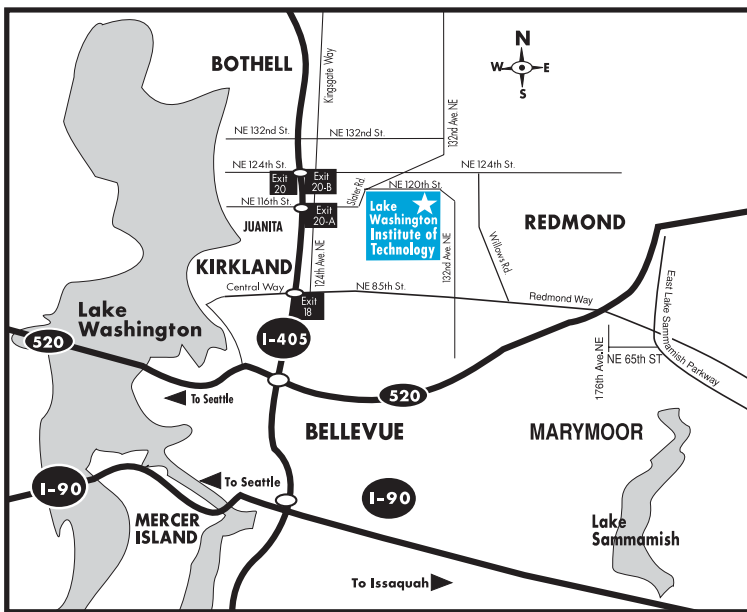 N
W
E
S
BOTHELL
Kingsgate Way
132nd Ave. NE
NE 132nd St.
NE 132nd St.
NE 124th St.
NE 124th St.
Exit
20
Exit
20-B
Slater Rd.
NE 120th St.
NE 116th St.
Exit
20-A
JUANITA
Lake
Washington
Institute of
Technology
REDMOND
KIRKLAND
124th Ave. NE
132nd Ave. NE
Willows Rd.
Central Way
NE 85th St.
Redmond Way
Exit
18
East Lake Sammamish Parkway
Lake
Washington
I-405
520
176th Ave.NE
NE 65th ST
To Seattle
520
BELLEVUE
MARYMOOR
To Seattle
I-90
I-90
MERCER
ISLAND
Lake
Sammamish
To Issaquah